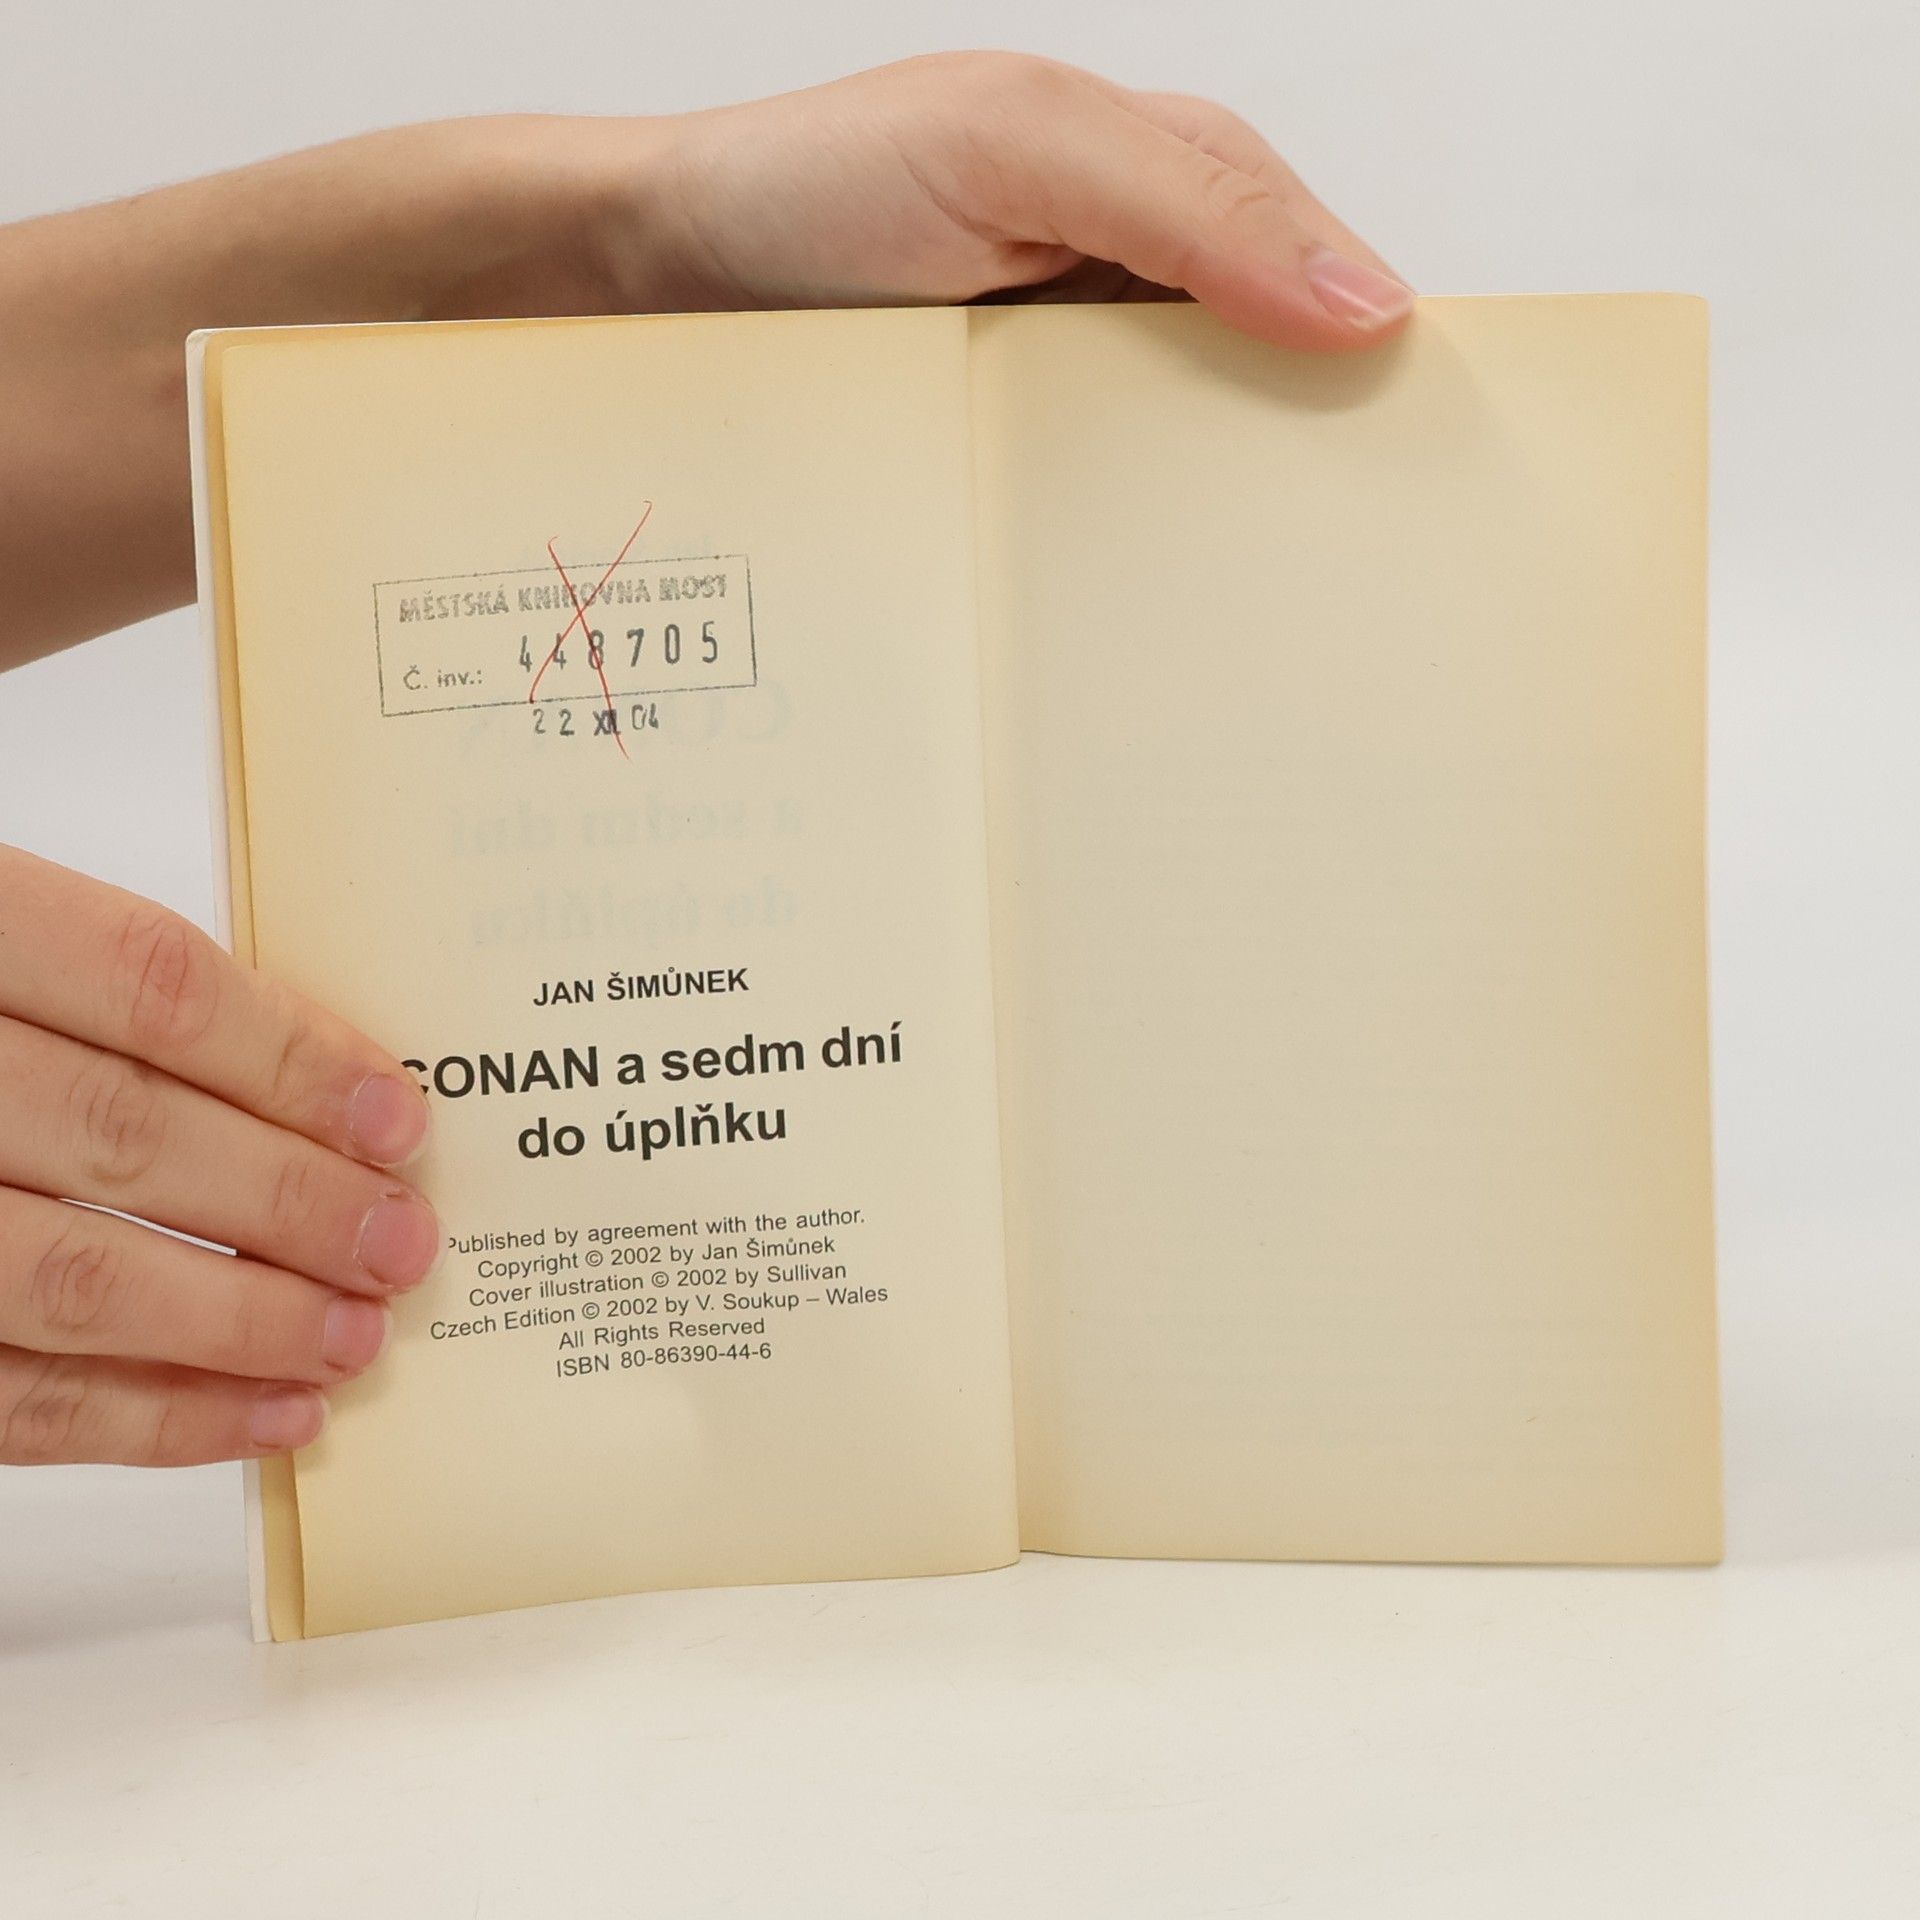 MĚSTSKÁ KNIHOVNA MOST
Č. inv.: 448705
22 XII 04
JAN ŠIMŮNEK
CONAN a sedm dní
do úplňku
Published by agreement with the author.
Copyright © 2002 by Jan Šimůnek
Cover illustration © 2002 by Sullivan
Czech Edition © 2002 by V. Soukup – Wales
All Rights Reserved
ISBN 80-86390-44-6